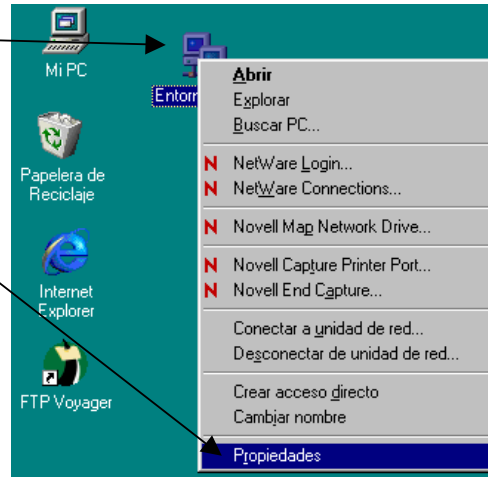 Mi PC
Papelera de
Reciclaje
Internet
Explorer
FTP Voyager
Entorn
Abrir
Explorar
Buscar PC...
NetWare Login...
NetWare Connections...
Novell Map Network Drive...
Novell Capture Printer Port...
Novell End Capture...
Conectar a unidad de red...
Desconectar de unidad de red...
Crear acceso directo
Cambiar nombre
Propiedades